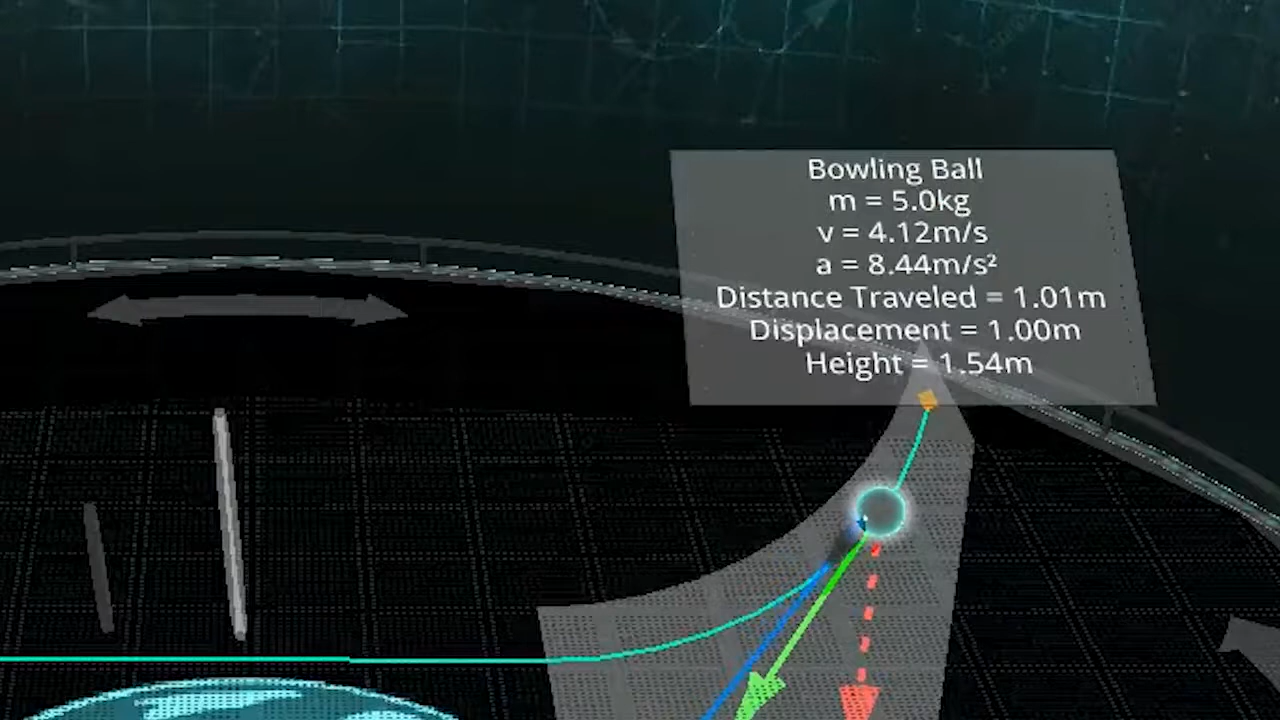 Bowling Ball
m = 5.0kg
v = 4.12m/s
a = 8.44m/s²
Distance Traveled = 1.01m
Displacement = 1.00m
Height = 1.54m